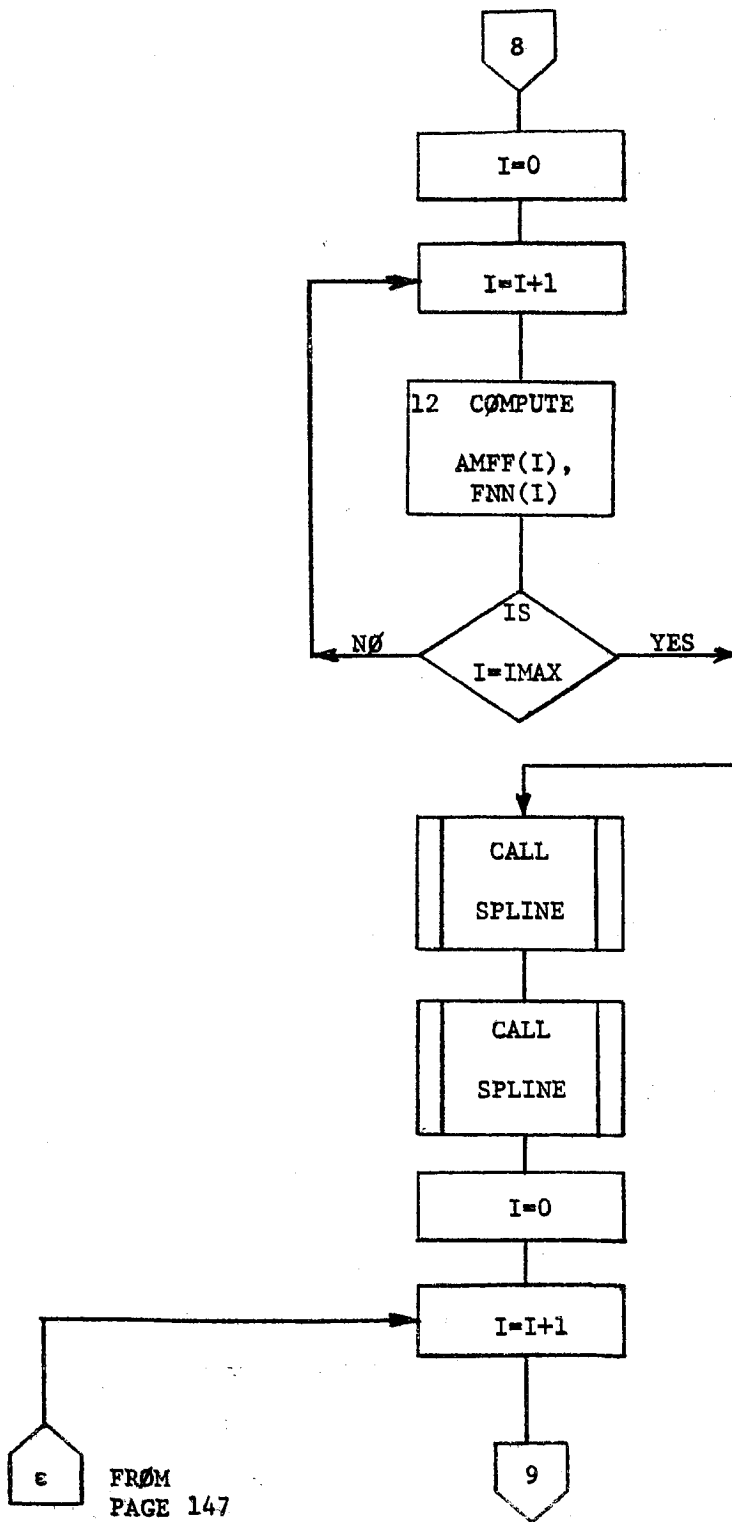 8
I=0
I=I+1
12 CØMPUTE
AMFF(I),
FNN(I)
IS
NØ
YES
I=IMAX
CALL
SPLINE
CALL
SPLINE
I=0
I=I+1
ε
FRØM
PAGE 147
9